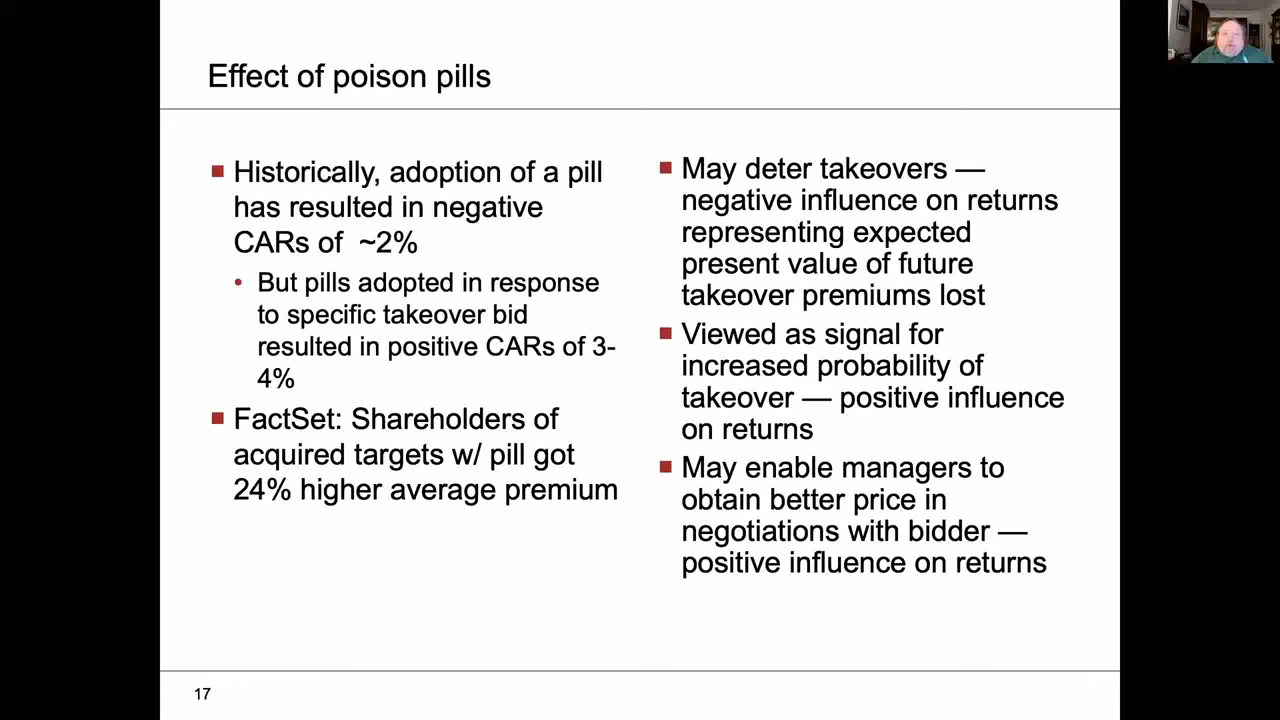 Effect of poison pills
■ Historically, adoption of a pill
has resulted in negative
CARs of ~2%
• But pills adopted in response
to specific takeover bid
resulted in positive CARs of 3-
4%
■ FactSet: Shareholders of
acquired targets w/ pill got
24% higher average premium
■ May deter takeovers —
negative influence on returns
representing expected
present value of future
takeover premiums lost
■ Viewed as signal for
increased probability of
takeover — positive influence
on returns
■ May enable managers to
obtain better price in
negotiations with bidder —
positive influence on returns
17